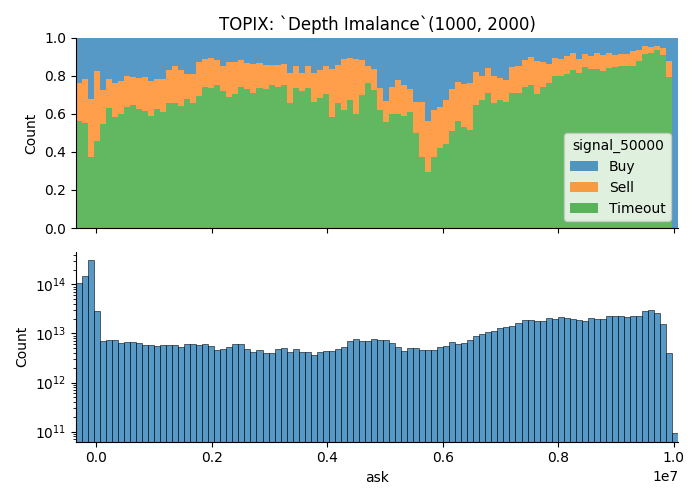 TOPIX: `Depth Imalance`(1000, 2000)
1.0
0.8
0.6
0.4
0.2
0.0
Count
signal_50000
Buy
Sell
Timeout
10^14
10^13
10^12
10^11
Count
0.0 0.2 0.4 0.6 0.8 1.0
1e7
ask